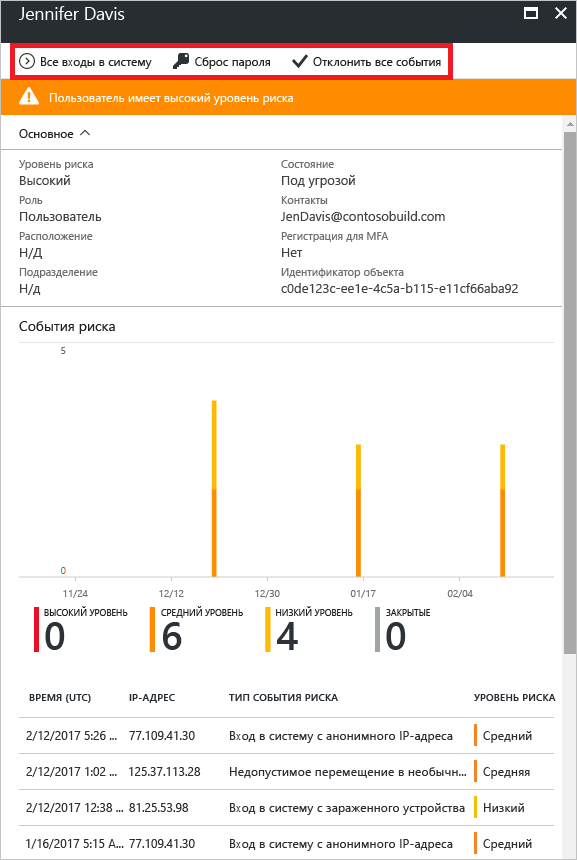 Jennifer Davis
Все входы в систему Сброс пароля Отклонить все события
Пользователь имеет высокий уровень риска
Основное
Уровень риска Состояние
Высокий Под угрозой
Роль Контакты
Пользователь JenDavis@contosobuild.com
Расположение Регистрация для MFA
Н/Д Нет
Подразделение Идентификатор объекта
Н/д c0de123c-ee1e-4c5a-b115-e11cf66aba92
События риска
5
0
11/24 12/12 12/30 01/17 02/04
ВЫСОКИЙ УРОВЕНЬ СРЕДНИЙ УРОВЕНЬ НИЗКИЙ УРОВЕНЬ ЗАКРЫТЫЕ
0 6 4 0
ВРЕМЯ (UTC) IP-АДРЕС ТИП СОБЫТИЯ РИСКА УРОВЕНЬ РИСКА
2/12/2017 5:26 ... 77.109.41.30 Вход в систему с анонимного IP-адреса Средний
2/12/2017 1:02 ... 125.37.113.28 Недопустимое перемещение в необычн... Средняя
2/12/2017 12:38 ... 81.25.53.98 Вход в систему с зараженного устройства Низкий
1/16/2017 5:15 A... 77.109.41.30 Вход в систему с анонимного IP-адреса Средний